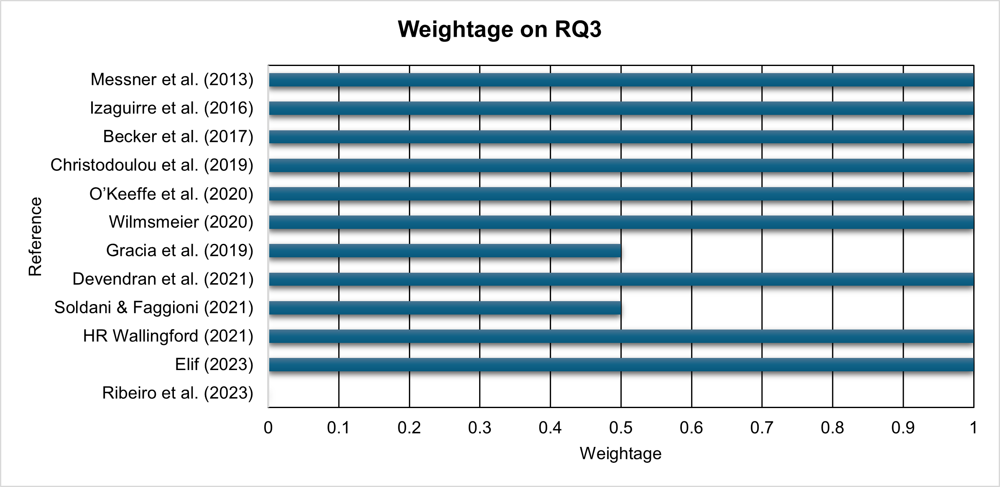 Weightage on RQ3
Messner et al. (2013)
Izaguirre et al. (2016)
Becker et al. (2017)
Christodoulou et al. (2019)
O’Keeffe et al. (2020)
Wilmsmeier (2020)
Gracia et al. (2019)
Devendran et al. (2021)
Soldani & Faggioni (2021)
HR Wallingford (2021)
Elif (2023)
Ribeiro et al. (2023)
Reference
0 0.1 0.2 0.3 0.4 0.5 0.6 0.7 0.8 0.9 1
Weightage